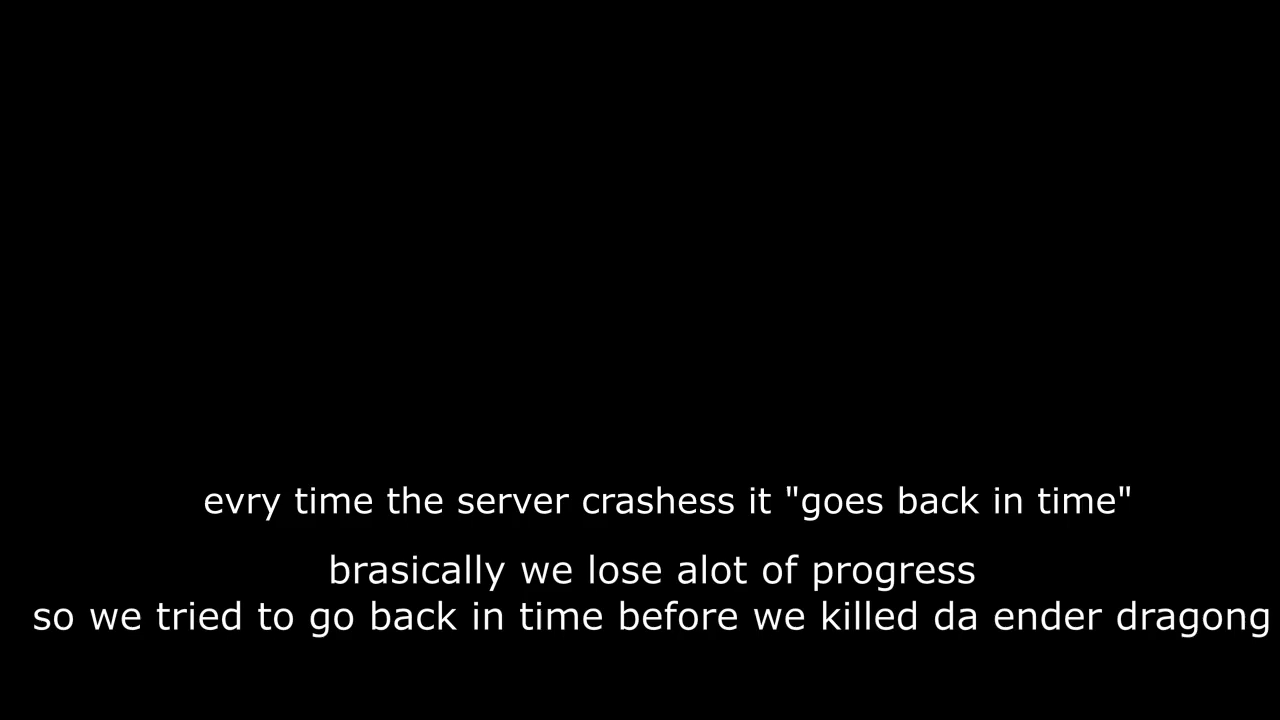 evry time the server crashess it "goes back in time"
brasically we lose alot of progress
so we tried to go back in time before we killed da ender dragong